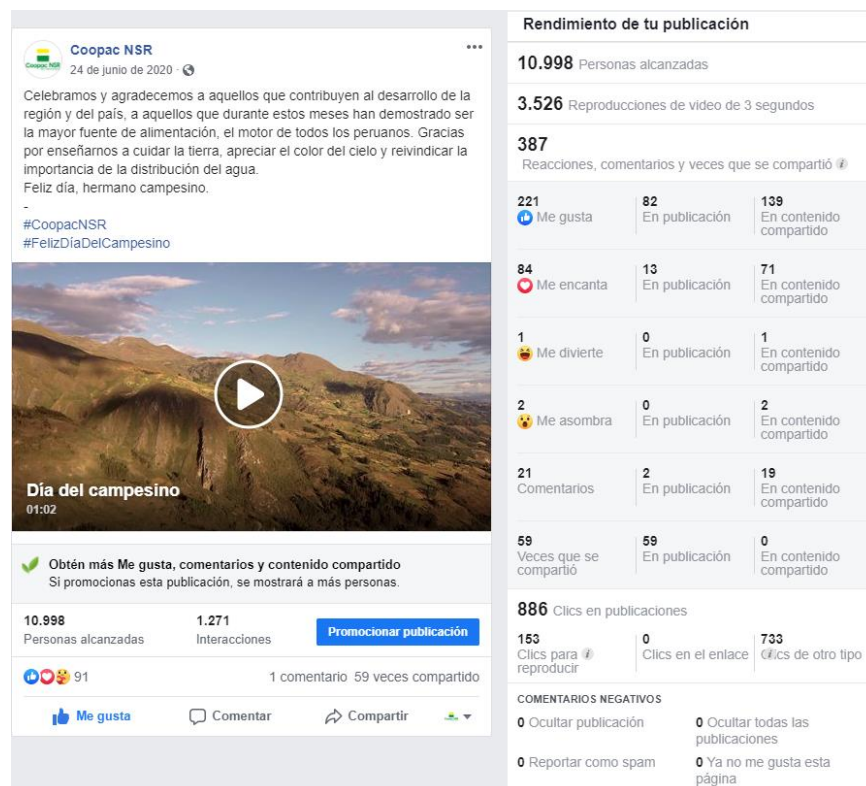 Coopac NSR
24 de junio de 2020
Celebramos y agradecemos a aquellos que contribuyen al desarrollo de la
región y del país, a aquellos que durante estos meses han demostrado ser
la mayor fuente de alimentación, el motor de todos los peruanos. Gracias
por enseñarnos a cuidar la tierra, apreciar el color del cielo y reivindicar la
importancia de la distribución del agua.
Feliz día, hermano campesino.
-
#CoopacNSR
#FelizDíaDelCampesino
Día del campesino
01:02
Obtén más Me gusta, comentarios y contenido compartido
Si promocionas esta publicación, se mostrará a más personas.
10.998 1.271
Personas alcanzadas Interacciones Promocionar publicación
91 1 comentario 59 veces compartido
Me gusta Comentar Compartir
Rendimiento de tu publicación
10.998 Personas alcanzadas
3.526 Reproducciones de video de 3 segundos
387
Reacciones, comentarios y veces que se compartió
221 82 139
Me gusta En publicación En contenido
compartido
84 13 71
Me encanta En publicación En contenido
compartido
1 0 1
Me divierte En publicación En contenido
compartido
2 0 2
Me asombra En publicación En contenido
compartido
21 2 19
Comentarios En publicación En contenido
compartido
59 59 0
Veces que se En publicación En contenido
compartió compartido
886 Clics en publicaciones
153 0 733
Clics para Clics en el enlace Clics de otro tipo
reproducir
COMENTARIOS NEGATIVOS
0 Ocultar publicación 0 Ocultar todas las
publicaciones
0 Reportar como spam 0 Ya no me gusta esta
página